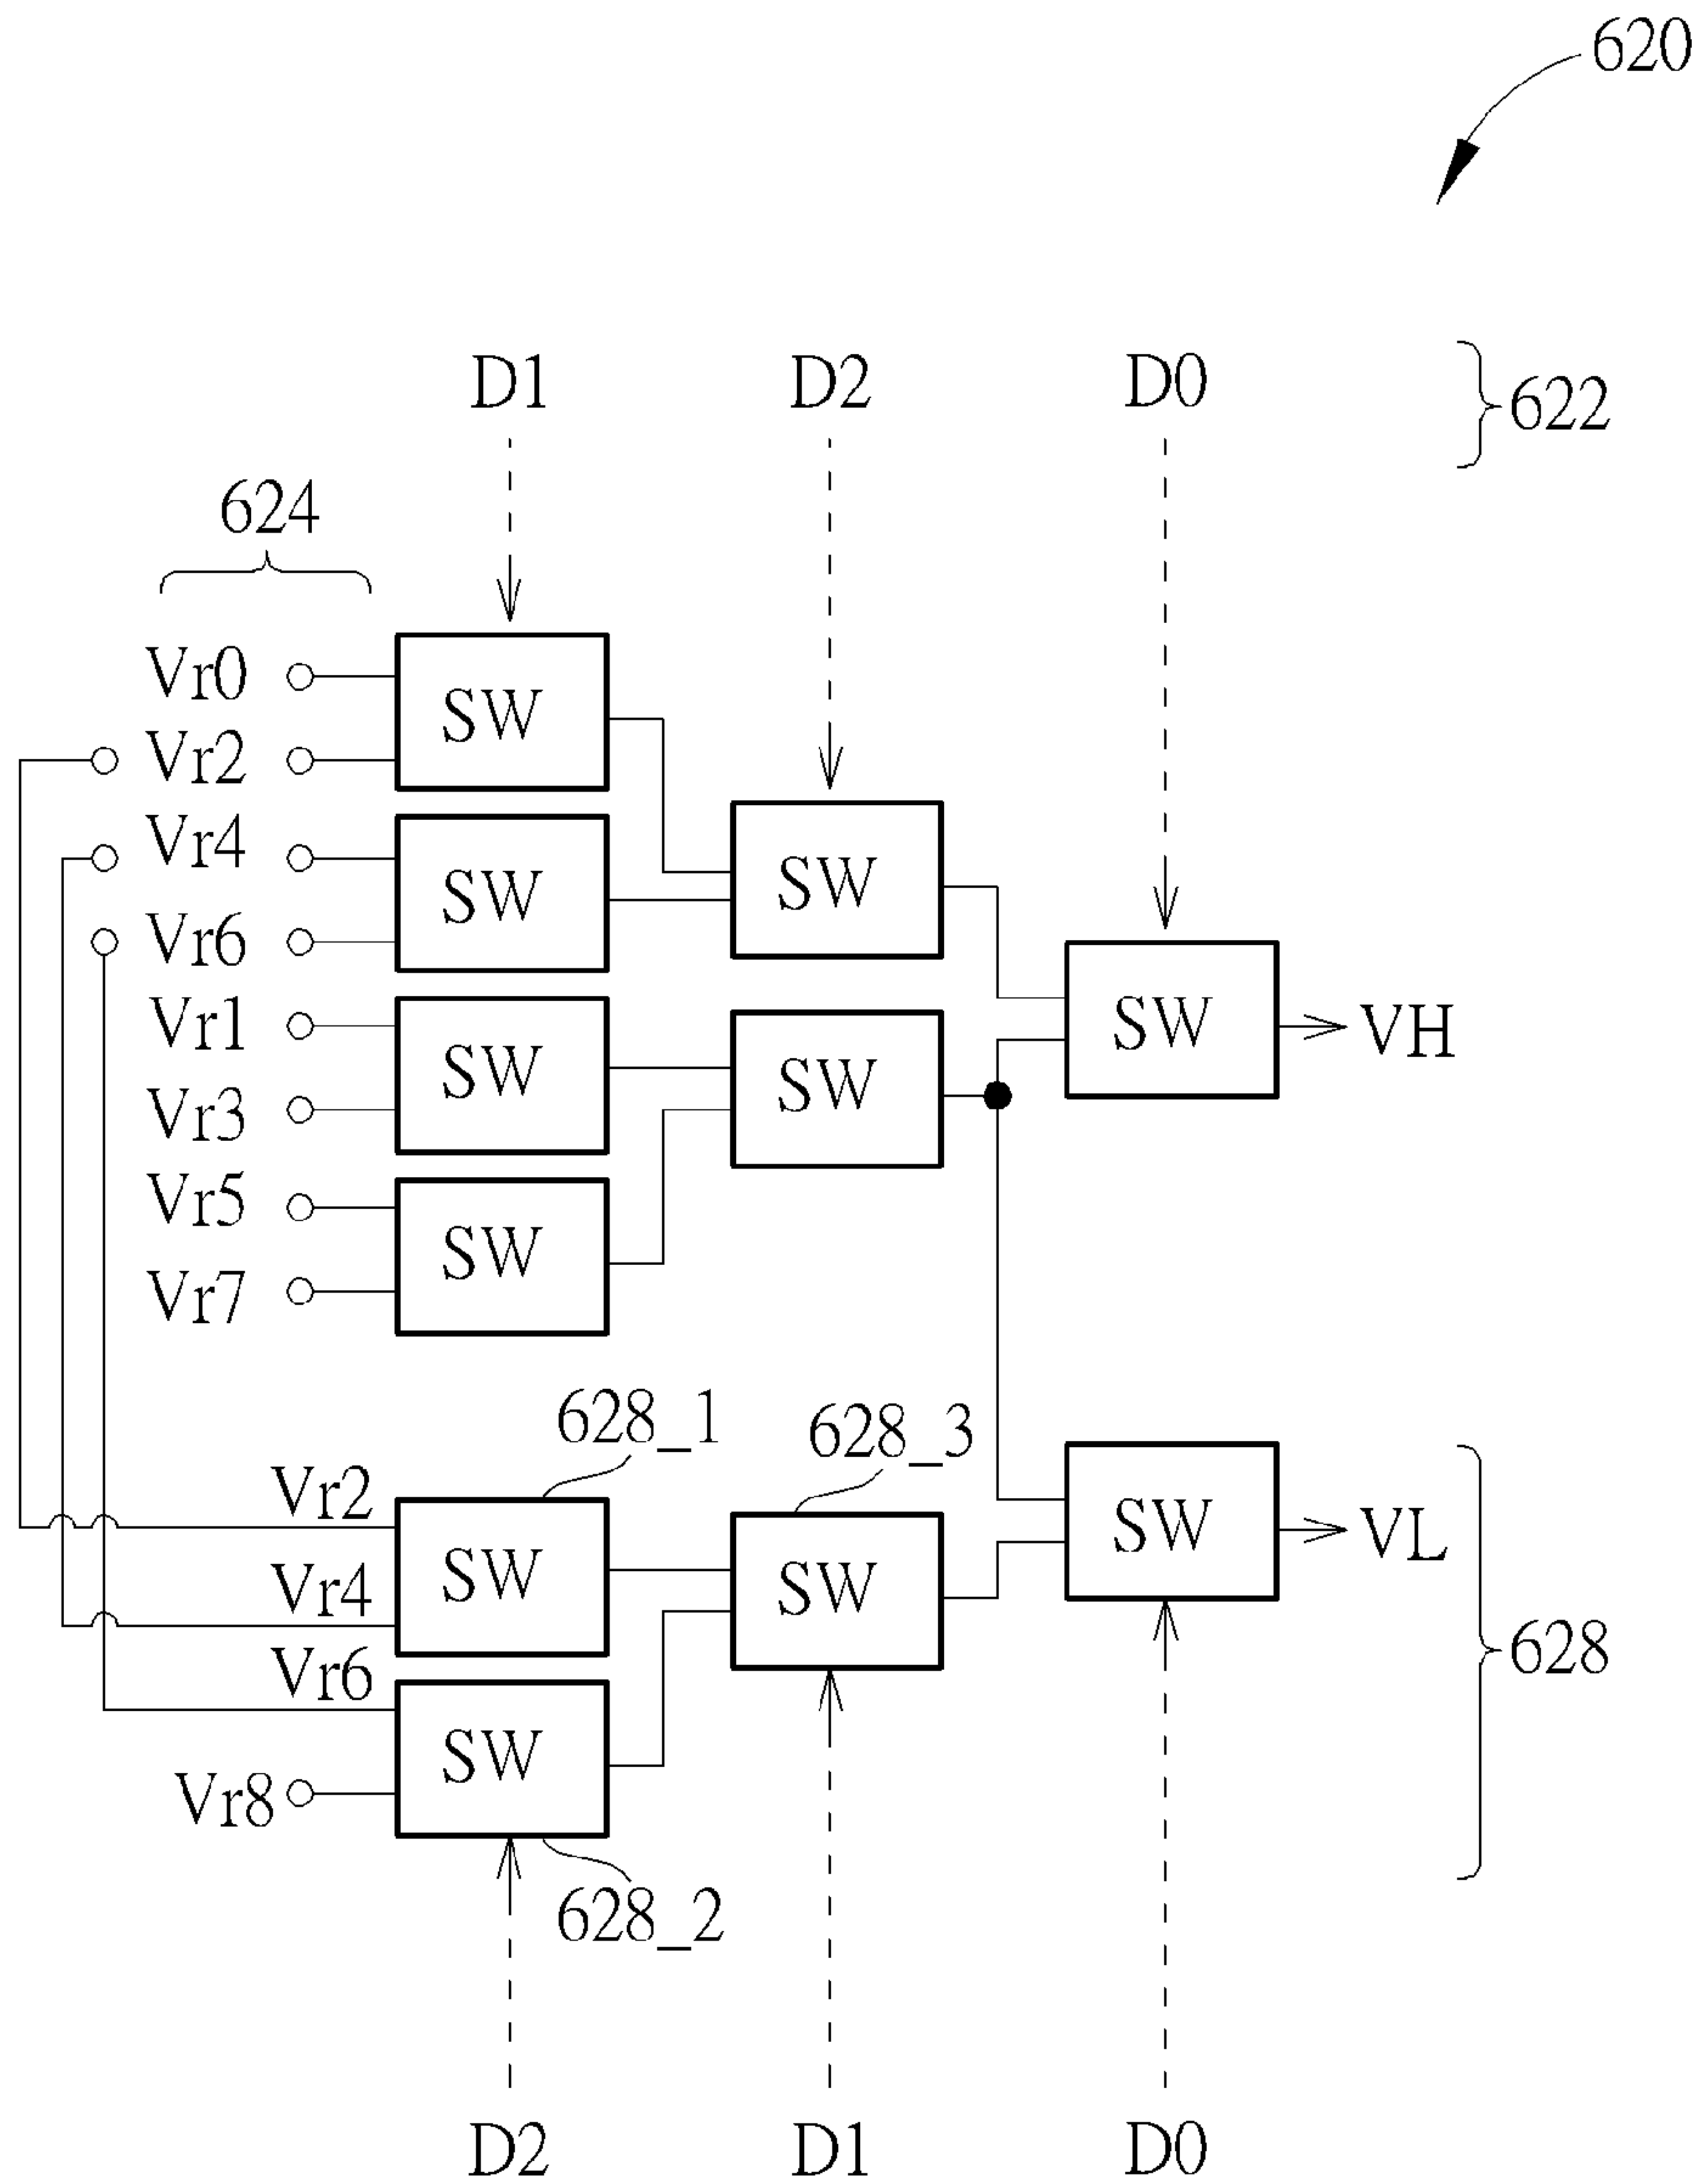 620
D1 D2 D0
622
624
Vr0
SW
Vr2
Vr4
SW
SW
Vr6
SW
VH
Vr1
SW
SW
Vr3
Vr5
SW
Vr7
628_1
628_3
Vr2
SW
VL
SW
SW
Vr4
628
Vr6
SW
Vr8
628_2
D2 D1 D0